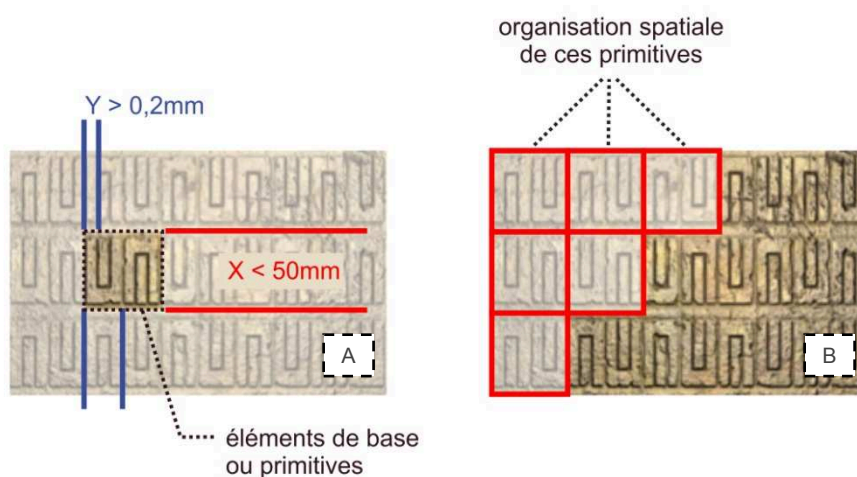 organisation spatiale
de ces primitives
Y > 0,2mm
X < 50mm
A
B
éléments de base
ou primitives